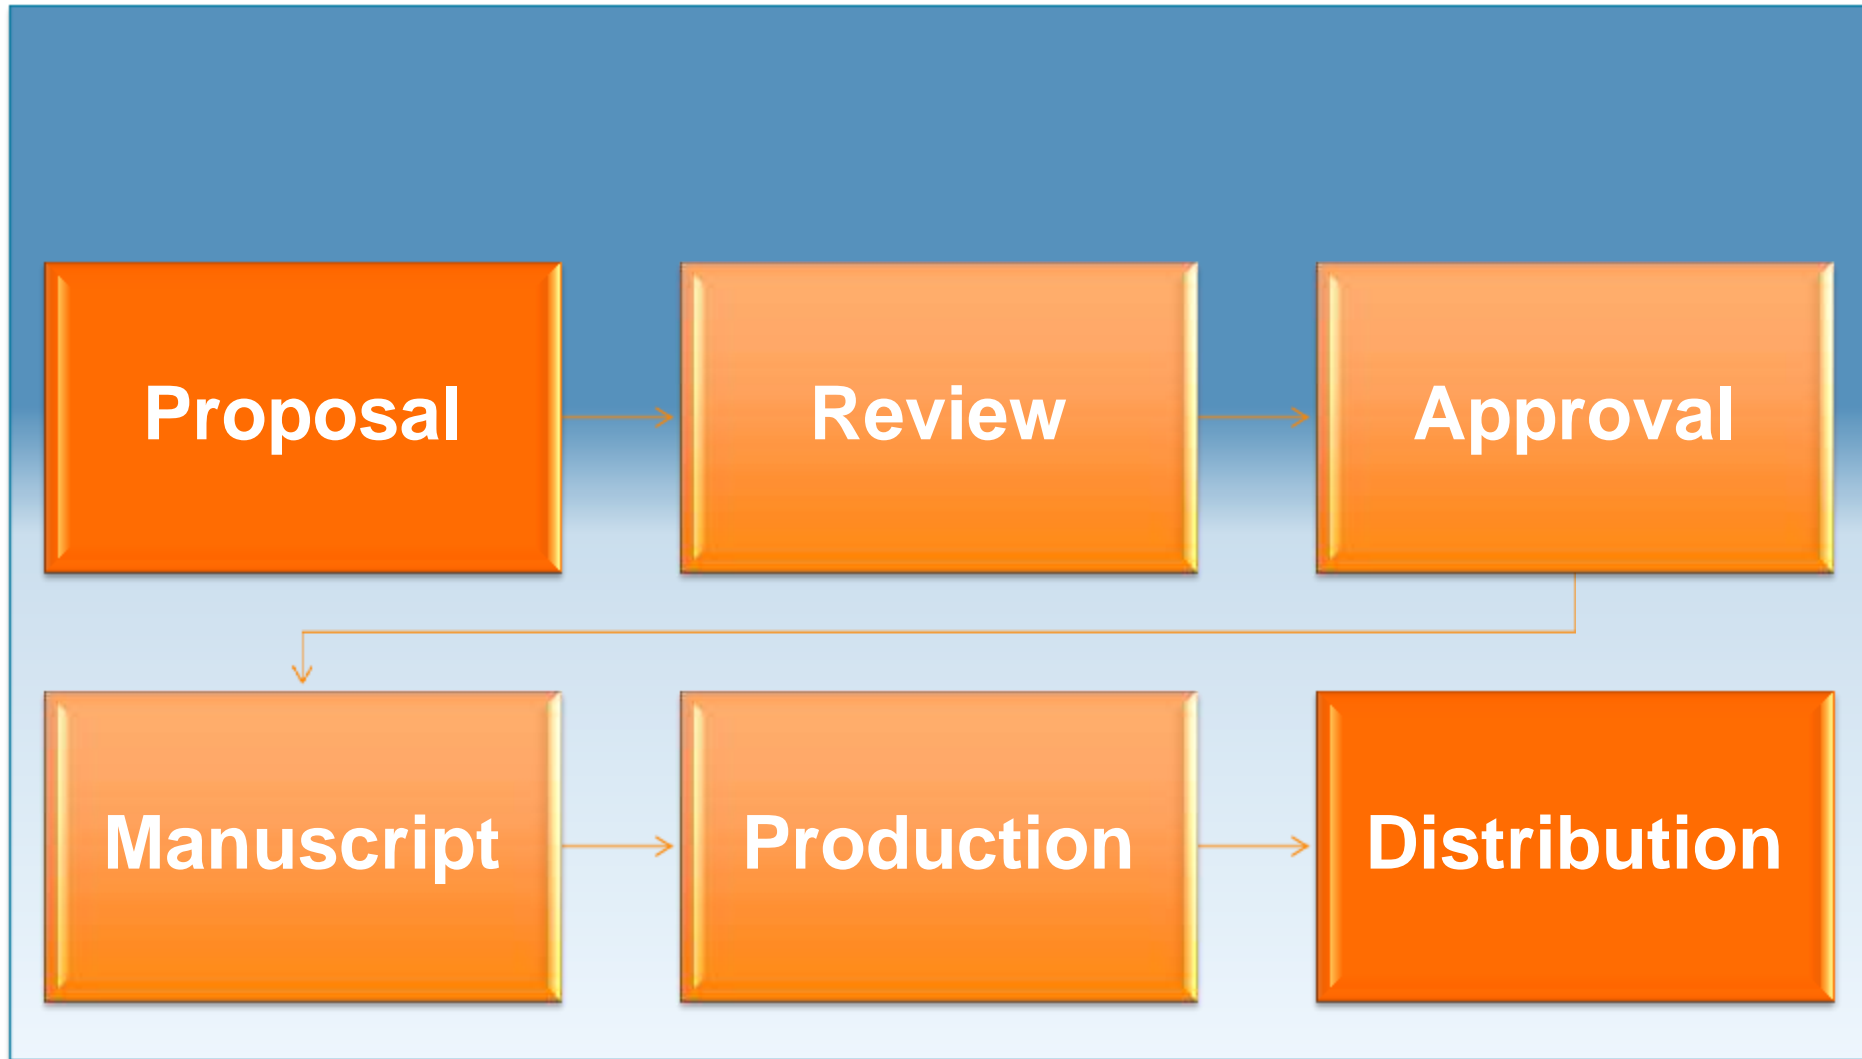 Proposal
Review
Approval
Manuscript
Production
Distribution